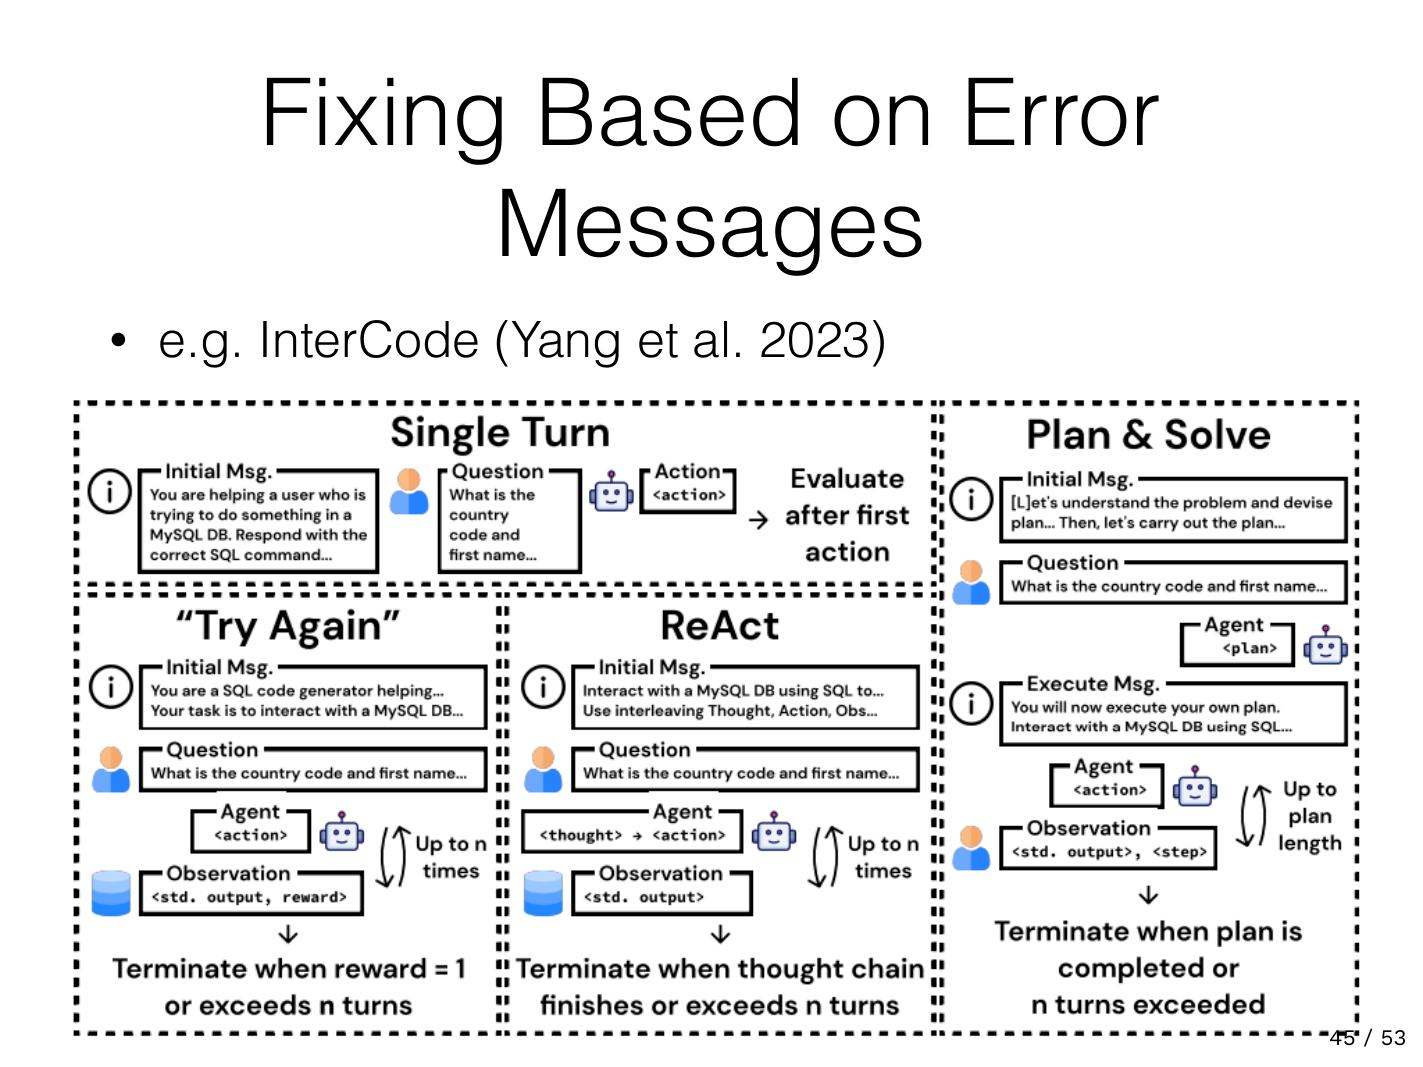 Fixing Based on Error
Messages
• e.g. InterCode (Yang et al. 2023)
Single Turn
Initial Msg.
You are helping a user who is
trying to do something in a
MySQL DB. Respond with the
correct SQL command...
Question
What is the
country
code and
first name...
Action
<action>
→
Evaluate
after first
action
"Try Again"
Initial Msg.
You are a SQL code generator helping...
Your task is to interact with a MySQL DB...
Question
What is the country code and first name...
Agent
<action>
Up to n
times
Observation
<std. output, reward>
Terminate when reward = 1
or exceeds n turns
ReAct
Initial Msg.
Interact with a MySQL DB using SQL to...
Use interleaving Thought, Action, Obs...
Question
What is the country code and first name...
Agent
<thought> → <action>
Up to n
times
Observation
<std. output>
Terminate when thought chain
finishes or exceeds n turns
Plan & Solve
Initial Msg.
[L]et's understand the problem and devise
plan... Then, let's carry out the plan...
Question
What is the country code and first name...
Agent
<plan>
Execute Msg.
You will now execute your own plan.
Interact with a MySQL DB using SQL...
Agent
<action>
Up to
plan
length
Observation
<std. output>, <step>
Terminate when plan is
completed or
n turns exceeded
45 / 53